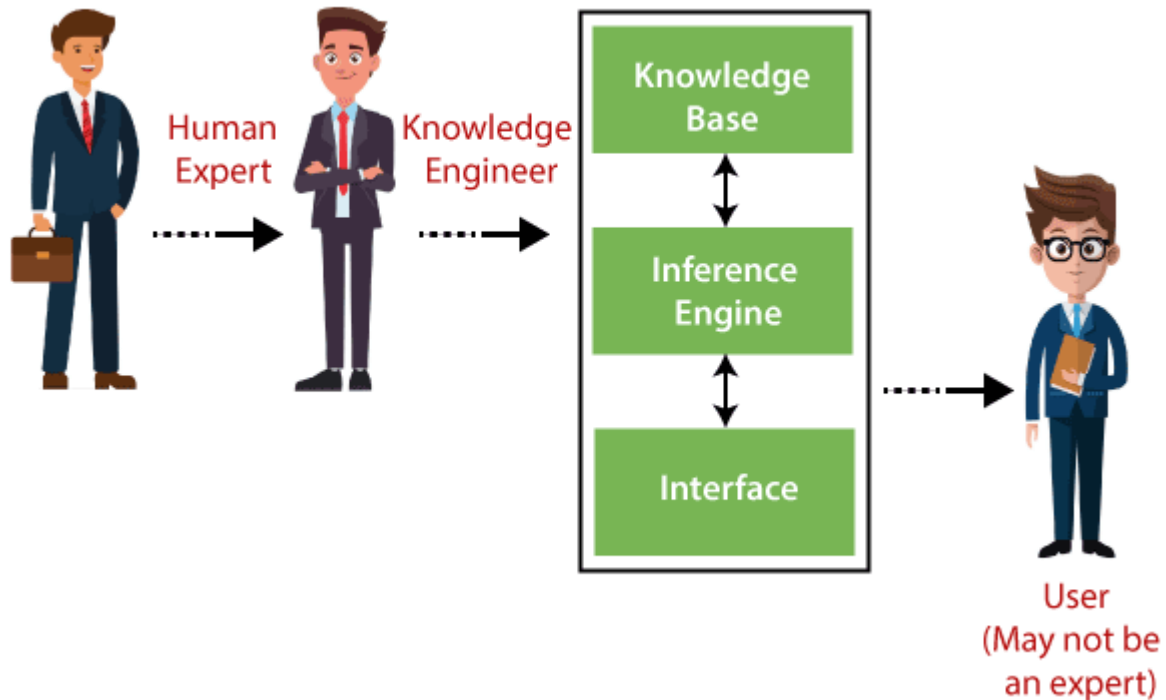 Human
Expert
Knowledge
Engineer
Knowledge
Base
Inference
Engine
Interface
User
(May not be
an expert)